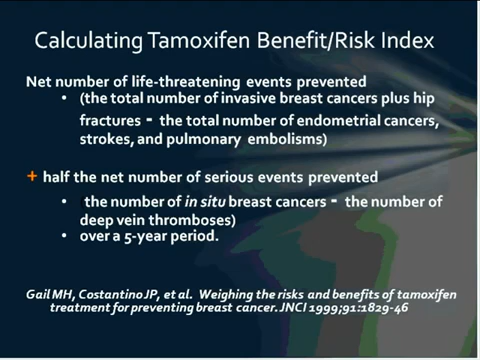 Calculating Tamoxifen Benefit/Risk Index
Net number of life-threatening events prevented
• (the total number of invasive breast cancers plus hip
fractures - the total number of endometrial cancers,
strokes, and pulmonary embolisms)
+ half the net number of serious events prevented
• (the number of in situ breast cancers - the number of
deep vein thromboses)
• over a 5-year period.
Gail MH, Costantino JP, et al. Weighing the risks and benefits of tamoxifen
treatment for preventing breast cancer. JNCI 1999;91:1829-46